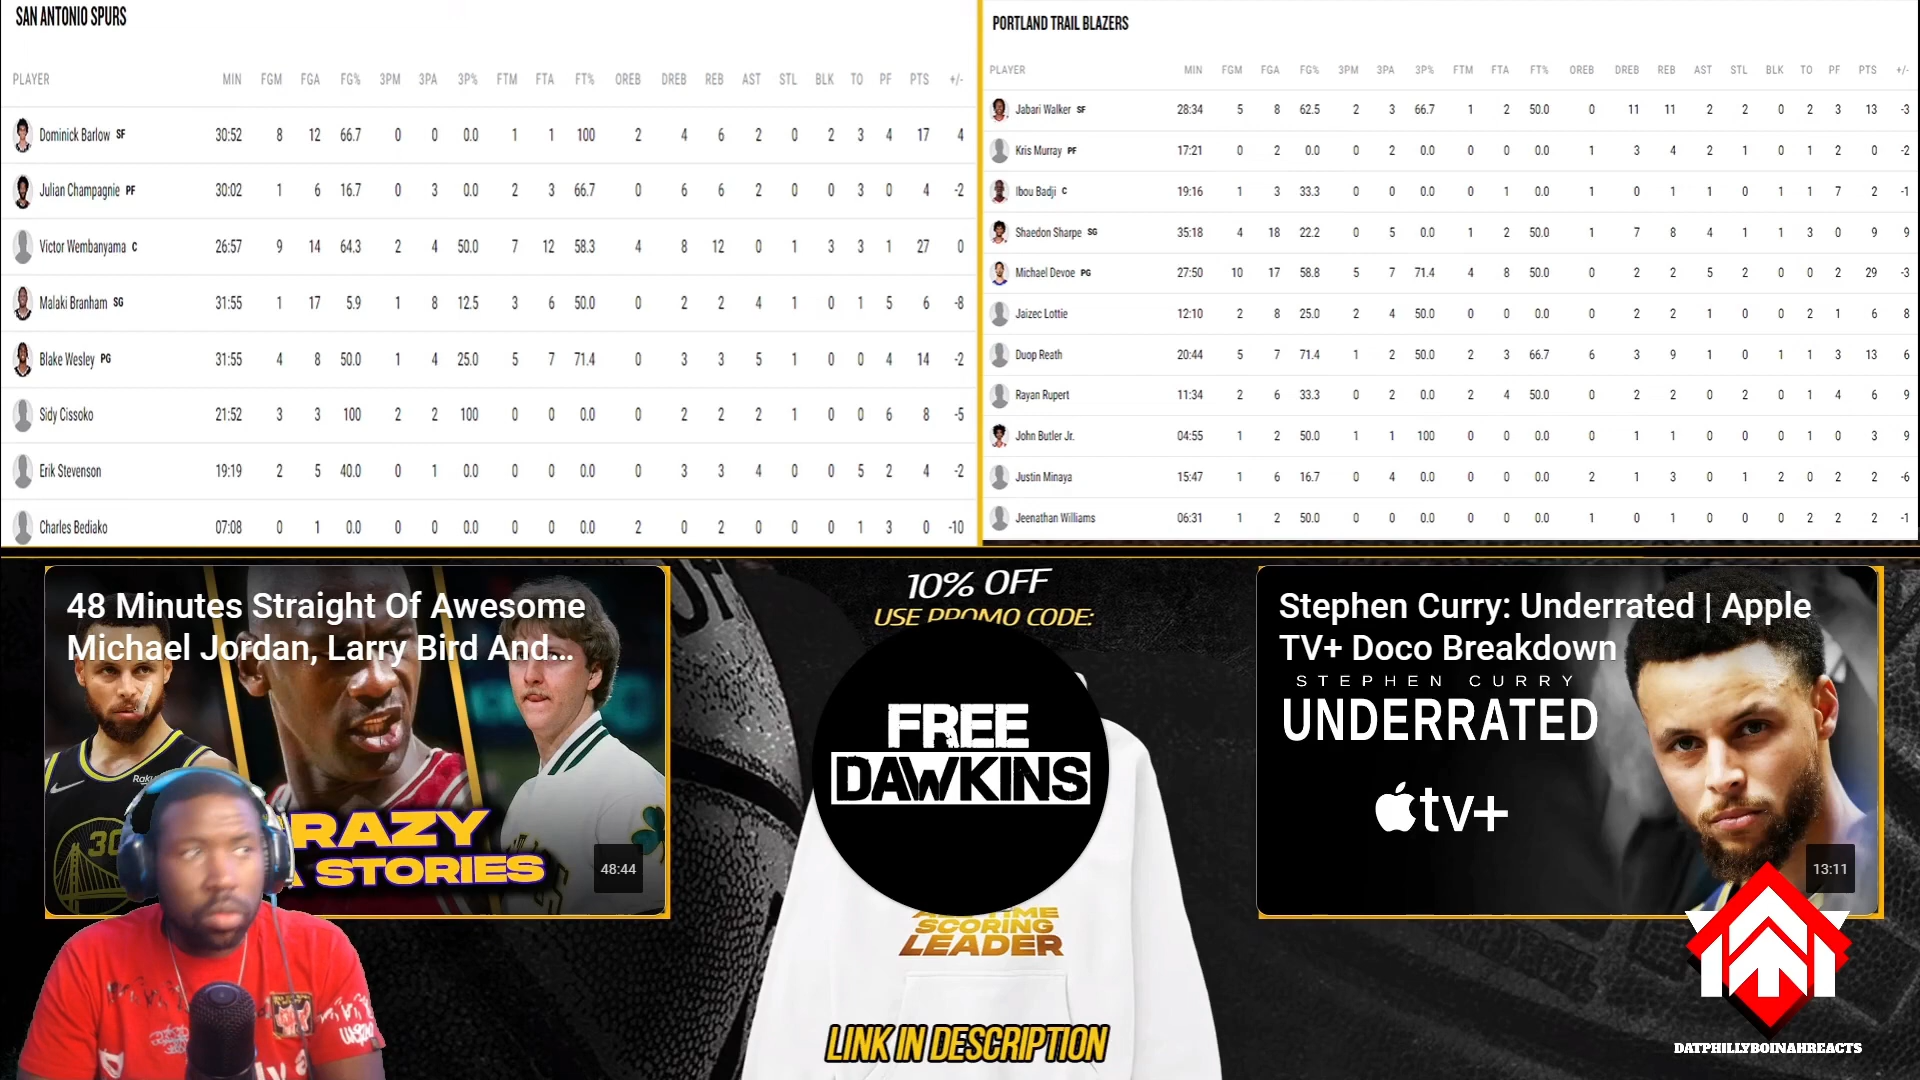 SAN ANTONIO SPURS
PLAYER MIN FGM FGA FG% 3PM 3PA 3P% FTM FTA FT% OREB DREB REB AST STL BLK TO PF PTS +/-
Dominick Barlow SF 30:52 8 12 66.7 0 0 0.0 1 1 100 2 4 6 2 0 2 3 4 17 4
Julian Champagnie PF 30:02 1 6 16.7 0 3 0.0 2 3 66.7 0 6 6 2 0 0 3 0 4 -2
Victor Wembanyama C 26:57 9 14 64.3 2 4 50.0 7 12 58.3 4 8 12 0 1 3 3 1 27 0
Malaki Branham SG 31:55 1 17 5.9 1 8 12.5 3 6 50.0 0 2 2 4 1 0 1 5 6 -8
Blake Wesley PG 31:55 4 8 50.0 1 4 25.0 5 7 71.4 0 3 3 5 1 0 0 4 14 -2
Sidy Cissoko 21:52 3 3 100 2 2 100 0 0 0.0 0 2 2 2 1 0 0 6 8 -5
Erik Stevenson 19:19 2 5 40.0 0 1 0.0 0 0 0.0 0 3 3 4 0 0 5 2 4 -2
Charles Bediako 07:08 0 1 0.0 0 0 0.0 0 0 0.0 2 0 2 0 0 0 1 3 0 -10
PORTLAND TRAIL BLAZERS
PLAYER MIN FGM FGA FG% 3PM 3PA 3P% FTM FTA FT% OREB DREB REB AST STL BLK TO PF PTS +/-
Jabari Walker SF 28:34 5 8 62.5 2 3 66.7 1 2 50.0 0 11 11 2 2 0 2 3 13 -3
Kris Murray PF 17:21 0 2 0.0 0 2 0.0 0 0 0.0 1 3 4 2 1 0 1 2 0 -2
Ibou Badji C 19:16 1 3 33.3 0 0 0.0 0 1 0.0 1 0 1 1 0 1 1 7 2 -1
Shaedon Sharpe SG 35:18 4 18 22.2 0 5 0.0 1 2 50.0 1 7 8 4 1 1 3 0 9 9
Michael Devoe PG 27:50 10 17 58.8 5 7 71.4 4 8 50.0 0 2 2 5 2 0 0 2 29 -3
Jaizec Lottie 12:10 2 8 25.0 2 4 50.0 0 0 0.0 0 2 2 1 0 0 2 1 6 8
Duop Reath 20:44 5 7 71.4 1 2 50.0 2 3 66.7 6 3 9 1 0 1 1 3 13 6
Rayan Rupert 11:34 2 6 33.3 0 2 0.0 2 4 50.0 0 2 2 0 2 0 1 4 6 9
John Butler Jr. 04:55 1 2 50.0 1 1 100 0 0 0.0 0 1 1 0 0 0 1 0 3 9
Justin Minaya 15:47 1 6 16.7 0 4 0.0 0 0 0.0 2 1 3 0 1 2 0 2 2 -6
Jeenathan Williams 06:31 1 2 50.0 0 0 0.0 0 0 0.0 1 0 1 0 0 0 2 2 2 -1
48 Minutes Straight Of Awesome
Michael Jordan, Larry Bird And...
Raku
30
RAZY
STORIES
48:44
10% OFF
USE PROMO CODE:
FREE
DAWKINS
SCORING
LEADER
LINK IN DESCRIPTION
Stephen Curry: Underrated | Apple
TV+ Doco Breakdown
STEPHEN CURRY
UNDERRATED
tv+
13:11
DATPHILLYBOINAHREACTS